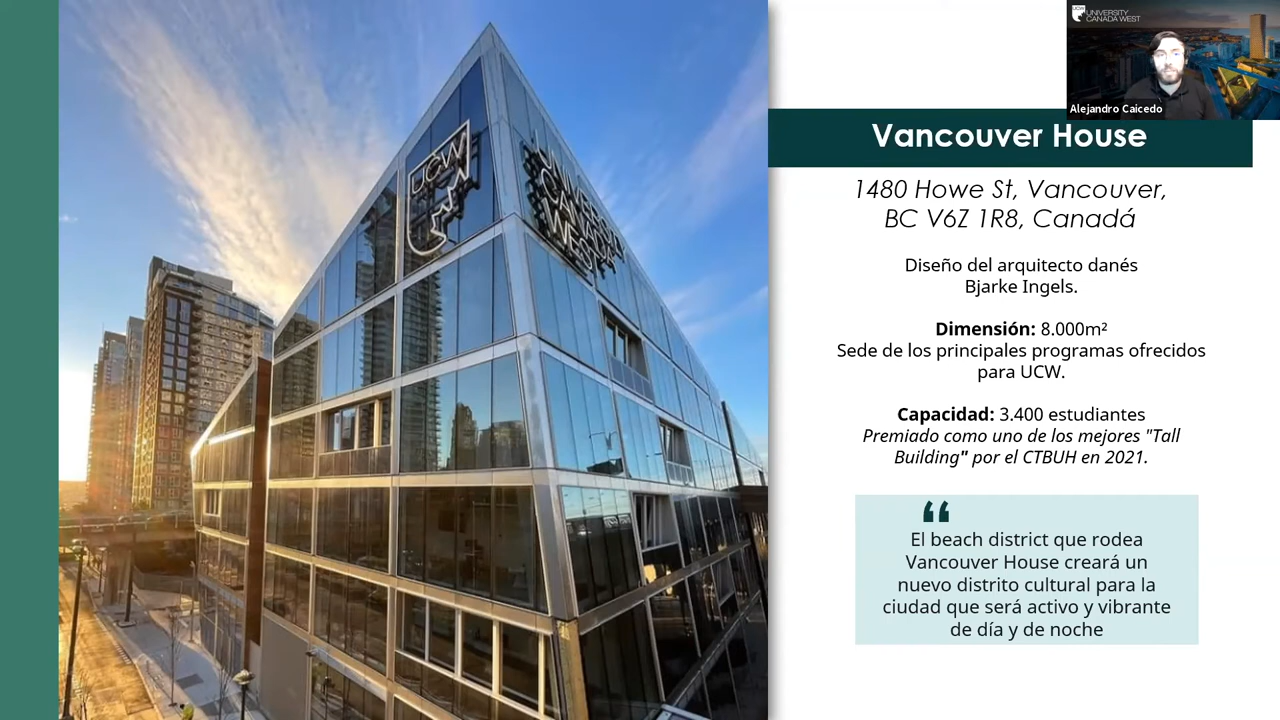 UCW
UNIVERSITY
CANADA
WEST
UCW
UNIVERSITY
CANADA WEST
Alejandro Caicedo
Vancouver House
1480 Howe St, Vancouver,
BC V6Z 1R8, Canadá
Diseño del arquitecto danés
Bjarke Ingels.
Dimensión: 8.000m²
Sede de los principales programas ofrecidos
para UCW.
Capacidad: 3.400 estudiantes
Premiado como uno de los mejores "Tall
Building" por el CTBUH en 2021.
“
El beach district que rodea
Vancouver House creará un
nuevo distrito cultural para la
ciudad que será activo y vibrante
de día y de noche